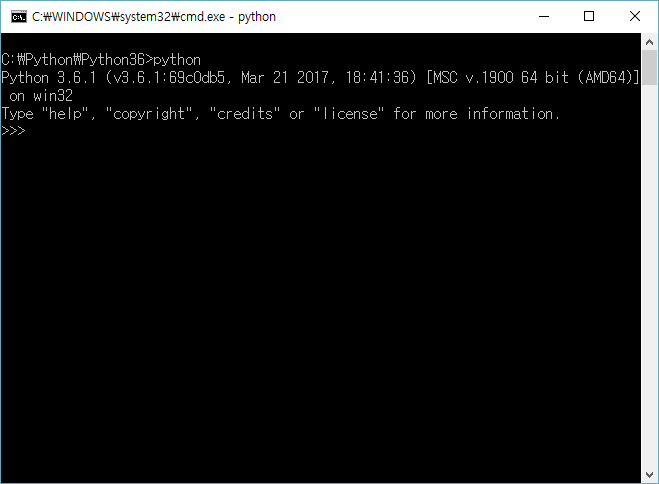 C:₩WINDOWS₩system32₩cmd.exe - python
C:₩Python₩Python36>python
Python 3.6.1 (v3.6.1:69c0db5, Mar 21 2017, 18:41:36) [MSC v.1900 64 bit (AMD64)]
 on win32
Type "help", "copyright", "credits" or "license" for more information.
>>>